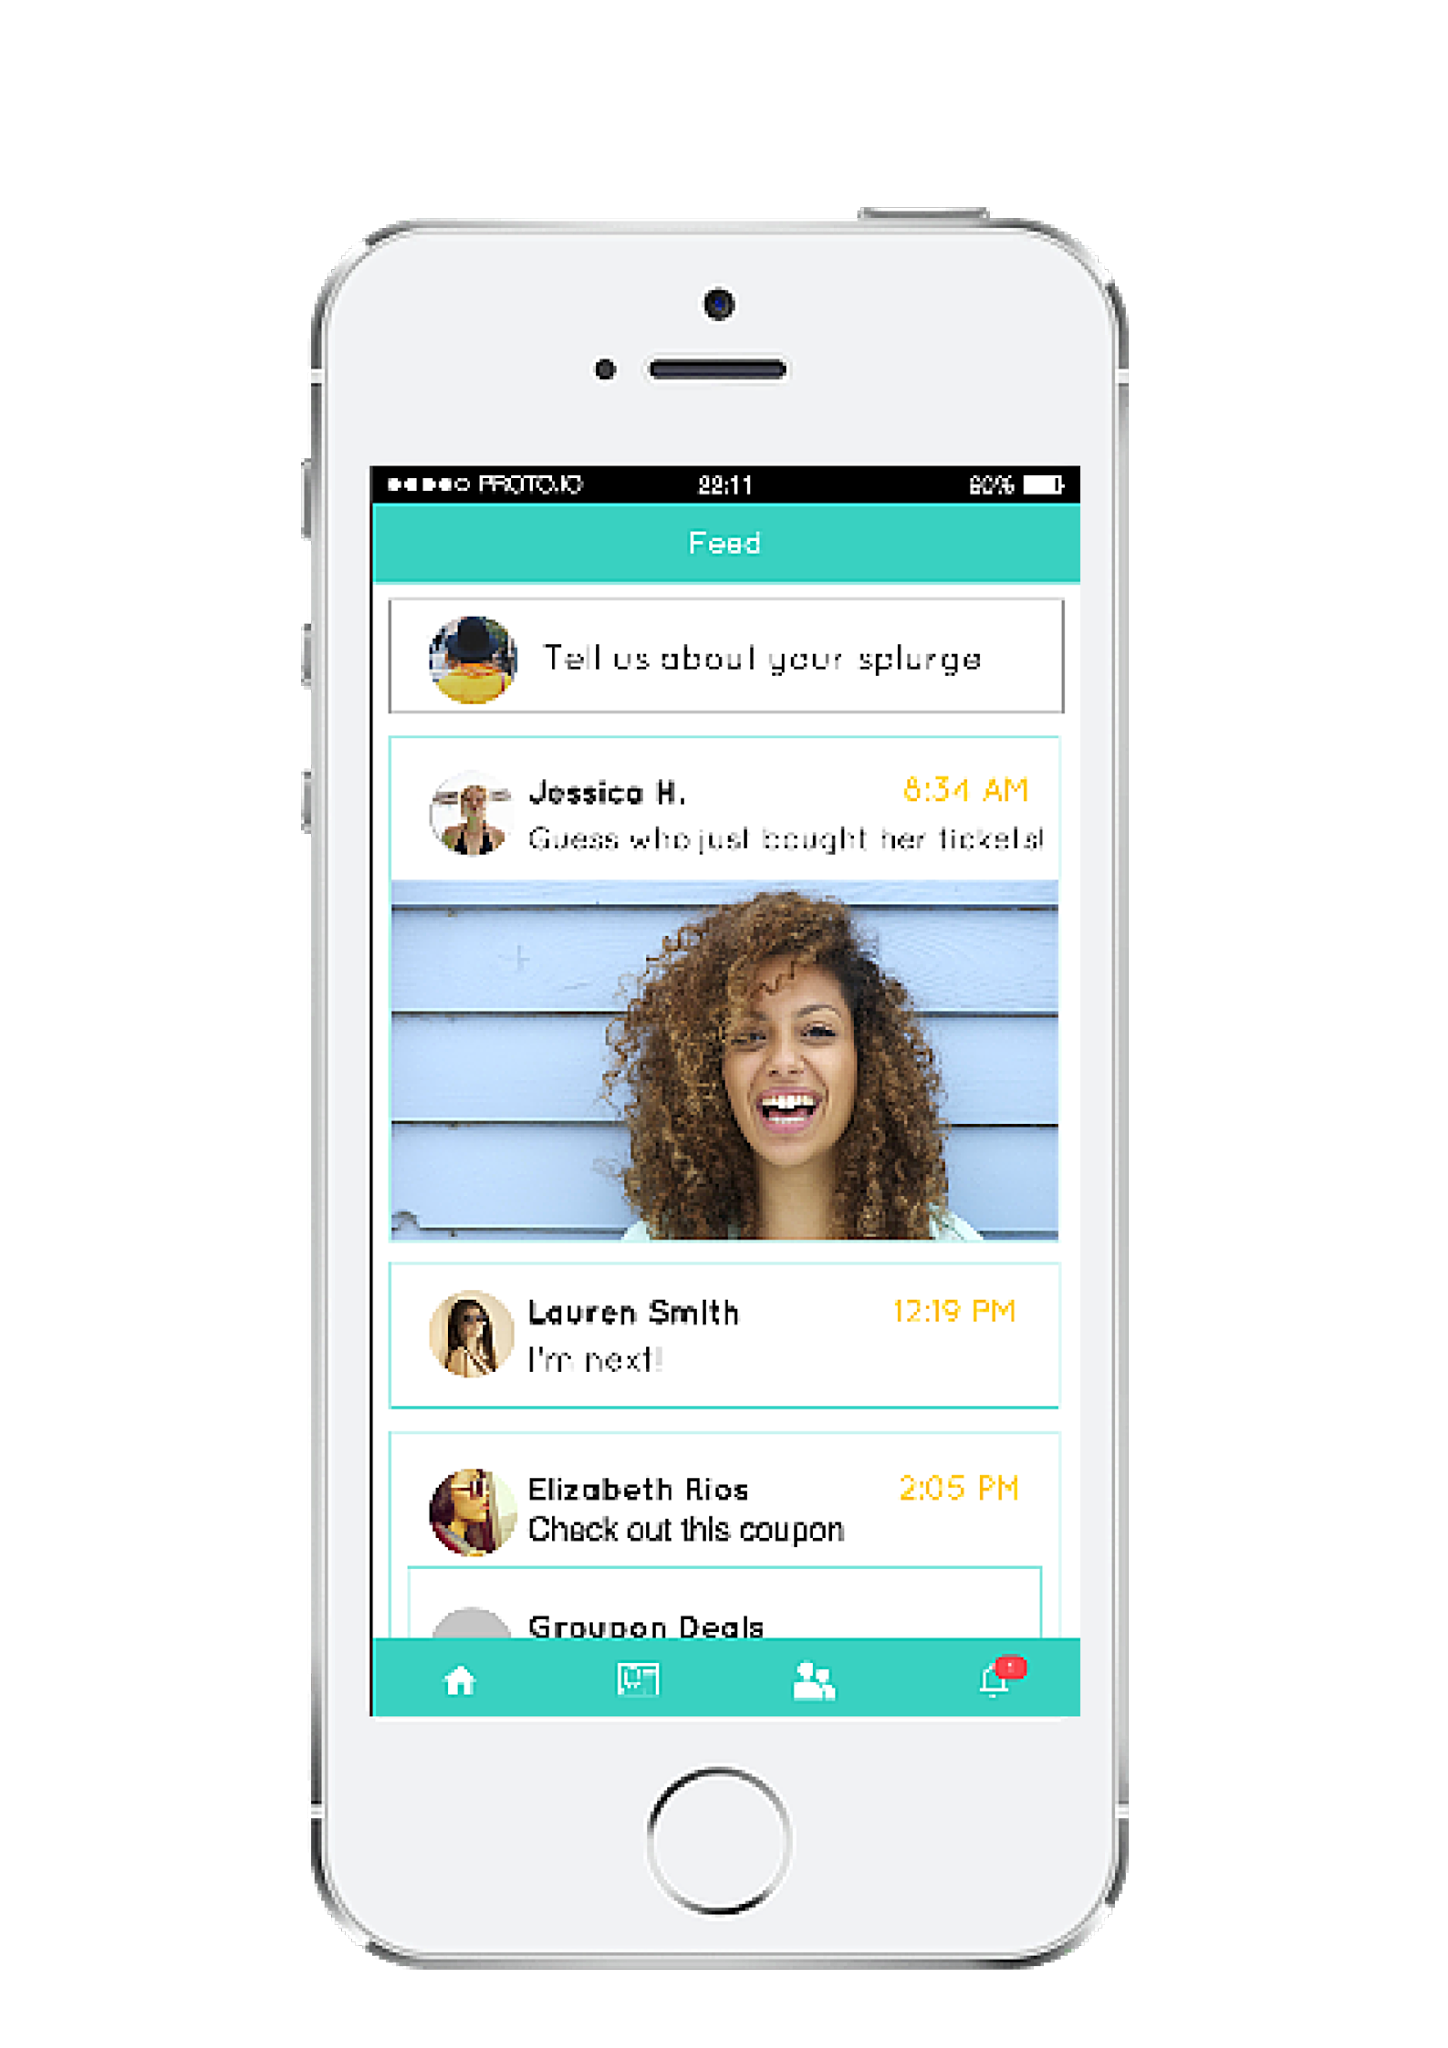 PROTO.IO 22:11 90%
Feed
Tell us about your splurge
Jessica H. 8:34 AM
Guess who just bought her tickets!
Lauren Smith 12:19 PM
I'm next!
Elizabeth Rios 2:05 PM
Check out this coupon
Groupon Deals